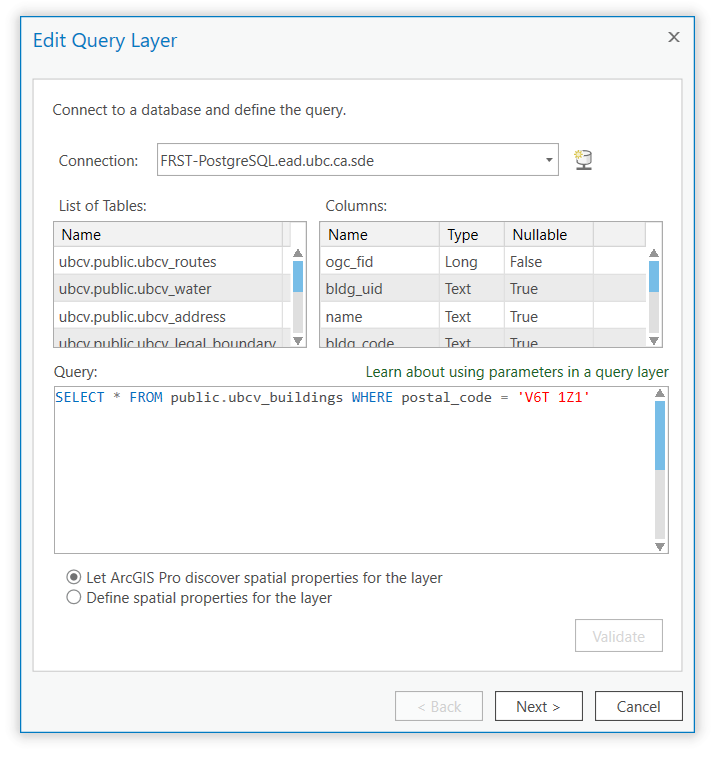 Edit Query Layer
Connect to a database and define the query.
Connection: FRST-PostgreSQL.ead.ubc.ca.sde
List of Tables: Columns:
Name Name Type Nullable
ubcv.public.ubcv_routes ogc_fid Long False
ubcv.public.ubcv_water bldg_uid Text True
ubcv.public.ubcv_address name Text True
ubcv.public.ubcv_legal_boundary bldg_code Text True
Query: Learn about using parameters in a query layer
SELECT * FROM public.ubcv_buildings WHERE postal_code = 'V6T 1Z1'
Let ArcGIS Pro discover spatial properties for the layer
Define spatial properties for the layer
Validate
< Back Next > Cancel